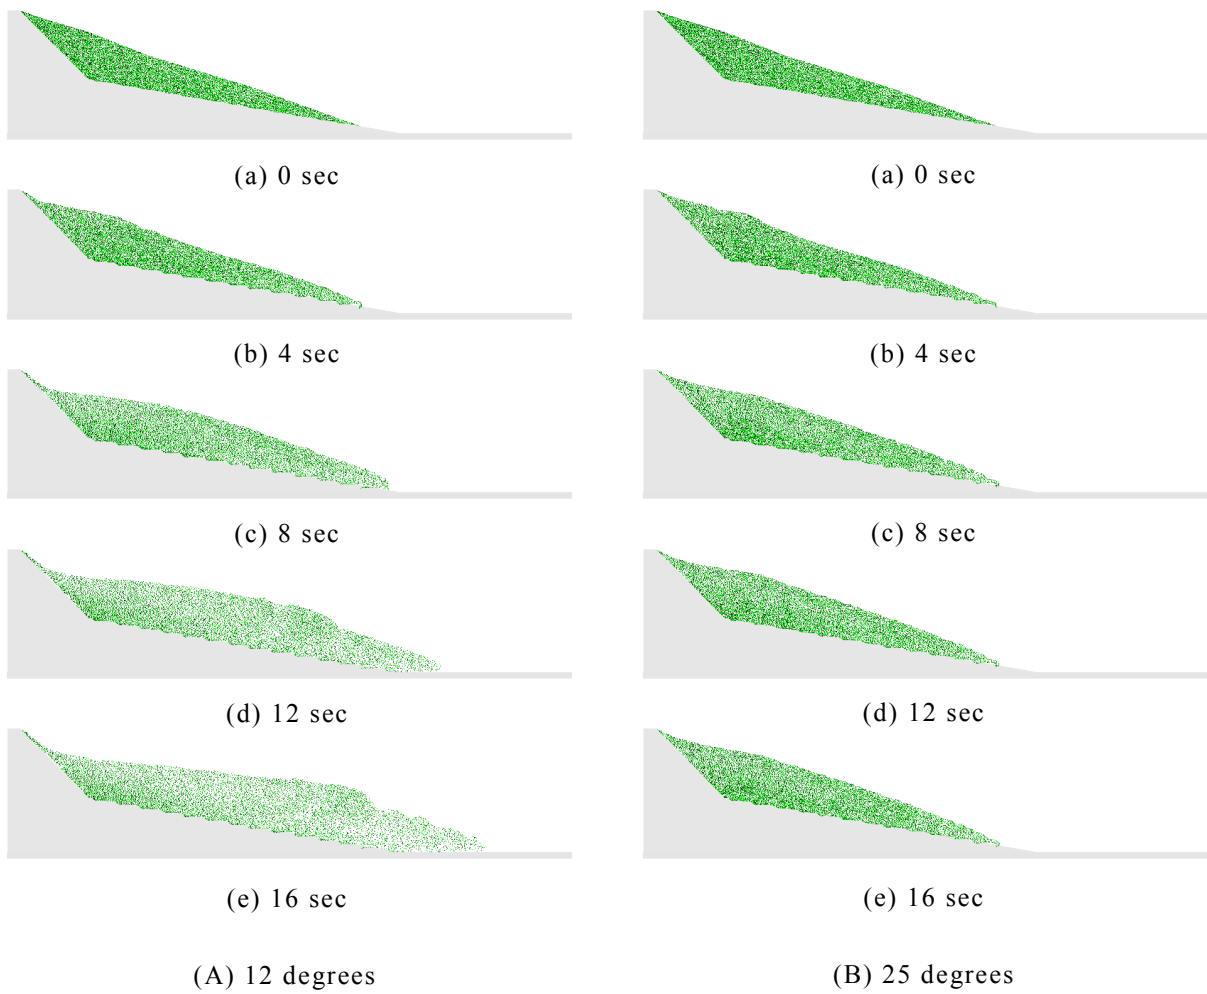 (a) 0 sec
(a) 0 sec
(b) 4 sec
(b) 4 sec
(c) 8 sec
(c) 8 sec
(d) 12 sec
(d) 12 sec
(e) 16 sec
(e) 16 sec
(A) 12 degrees
(B) 25 degrees